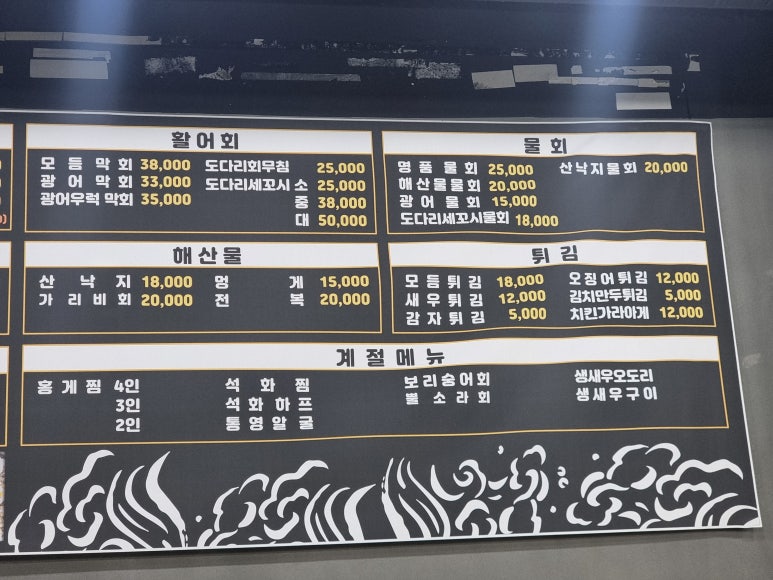 활어회
모듬막회 38,000 도다리회무침 25,000
광어막회 33,000 도다리세꼬시 소 25,000
광어우럭막회 35,000 중 38,000
대 50,000
물회
명품물회 25,000 산낙지물회 20,000
해산물물회 20,000
광어물회 15,000
도다리세꼬시물회 18,000
해산물
산낙지 18,000 멍게 15,000
가리비회 20,000 전복 20,000
튀김
모듬튀김 18,000 오징어튀김 12,000
새우튀김 12,000 김치만두튀김 5,000
감자튀김 5,000 치킨가라아게 12,000
계절메뉴
홍게찜 4인 석화찜 보리숭어회 생새우오도리
3인 석화하프 뿔소라회 생새우구이
2인 통영알굴